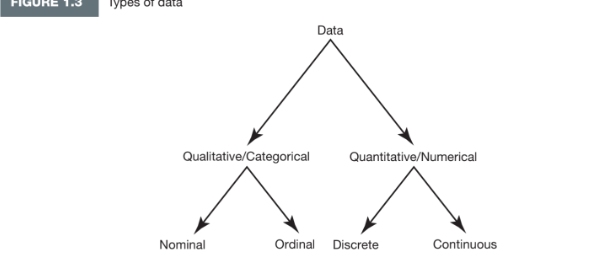 FIGURE 1.3 Types of data
Data
Qualitative/Categorical Quantitative/Numerical
Nominal Ordinal Discrete Continuous